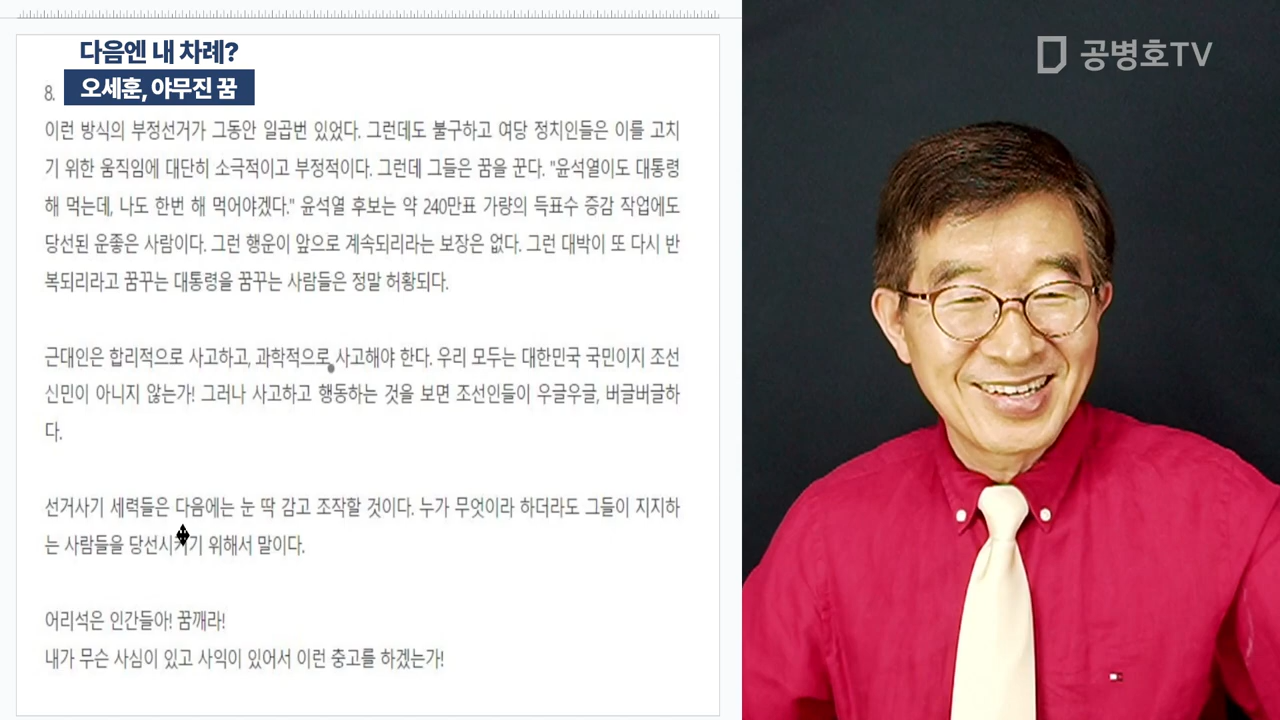 다음엔 내 차례?
오세훈, 야무진 꿈
공병호TV
8.
이런 방식의 부정선거가 그동안 일곱번 있었다. 그런데도 불구하고 여당 정치인들은 이를 고치
기 위한 움직임에 대단히 소극적이고 부정적이다. 그런데 그들은 꿈을 꾼다. "윤석열이도 대통령
해 먹는데, 나도 한번 해 먹어야겠다." 윤석열 후보는 약 240만표 가량의 득표수 증감 작업에도
당선된 운좋은 사람이다. 그런 행운이 앞으로 계속되리라는 보장은 없다. 그런 대박이 또 다시 반
복되리라고 꿈꾸는 대통령을 꿈꾸는 사람들은 정말 허황되다.
근대인은 합리적으로 사고하고, 과학적으로 사고해야 한다. 우리 모두는 대한민국 국민이지 조선
신민이 아니지 않는가! 그러나 사고하고 행동하는 것을 보면 조선인들이 우글우글, 버글버글하
다.
선거사기 세력들은 다음에는 눈 딱 감고 조작할 것이다. 누가 무엇이라 하더라도 그들이 지지하
는 사람들을 당선시키기 위해서 말이다.
어리석은 인간들아! 꿈깨라!
내가 무슨 사심이 있고 사익이 있어서 이런 충고를 하겠는가!